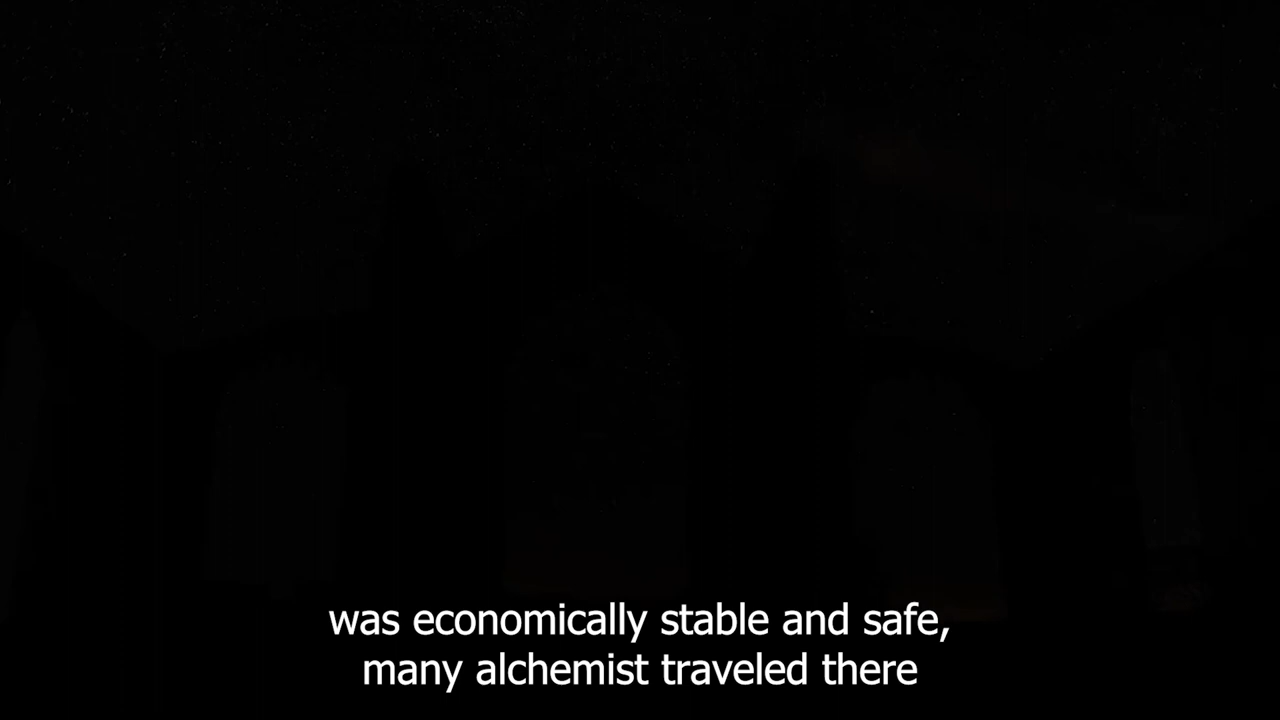 was economically stable and safe,
many alchemist traveled there